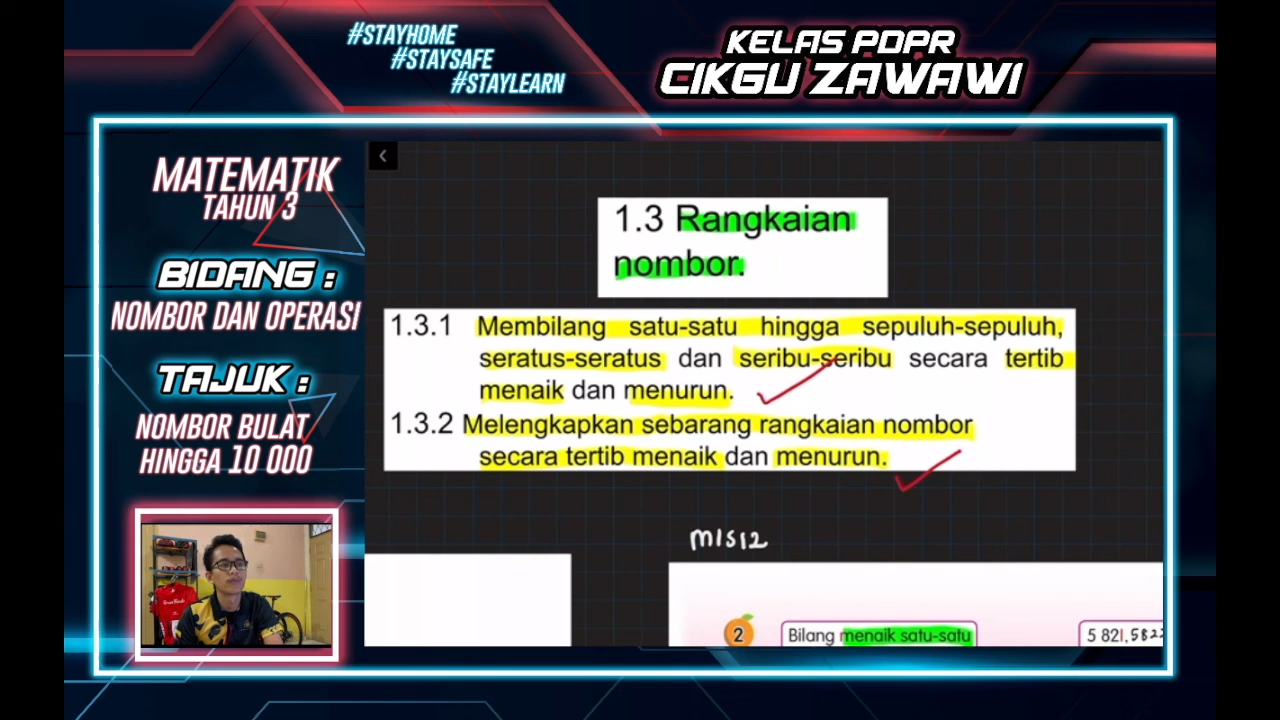 #STAYHOME
#STAYSAFE
#STAYLEARN
KELAS PDPR
CIKGU ZAWAWI
MATEMATIK
TAHUN 3
BIDANG :
NOMBOR DAN OPERASI
TAJUK :
NOMBOR BULAT
HINGGA 10 000
1.3 Rangkaian
nombor.
1.3.1 Membilang satu-satu hingga sepuluh-sepuluh,
seratus-seratus dan seribu-seribu secara tertib
menaik dan menurun.
1.3.2 Melengkapkan sebarang rangkaian nombor
secara tertib menaik dan menurun.
m/s 12
2 Bilang menaik satu-satu
5 821, 5822